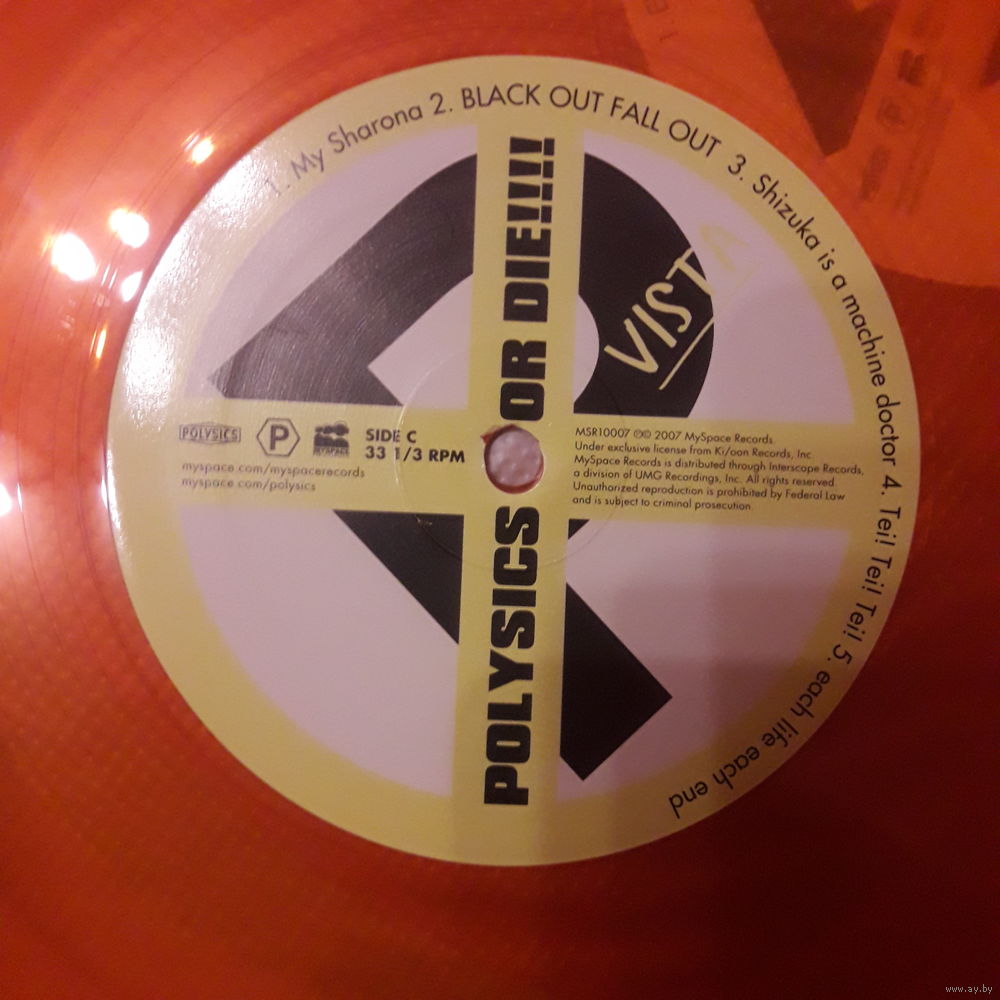 1. My Sharona 2. BLACK OUT FALL OUT 3. Shizuka is a machine doctor 4. Tei! Tei! Tei! 5. each life each end
POLYSICS OR DIE!!!!
VISTA
POLYSICS
P
MYSPACE
SIDE C
33 1/3 RPM
myspace.com/myspacerecords
myspace.com/polysics
MSR10007 ℗© 2007 MySpace Records
Under exclusive license from Ki/oon Records, Inc.
MySpace Records is distributed through Interscope Records,
a division of UMG Recordings, Inc. All rights reserved.
Unauthorized reproduction is prohibited by Federal Law
and is subject to criminal prosecution.
www.ay.by